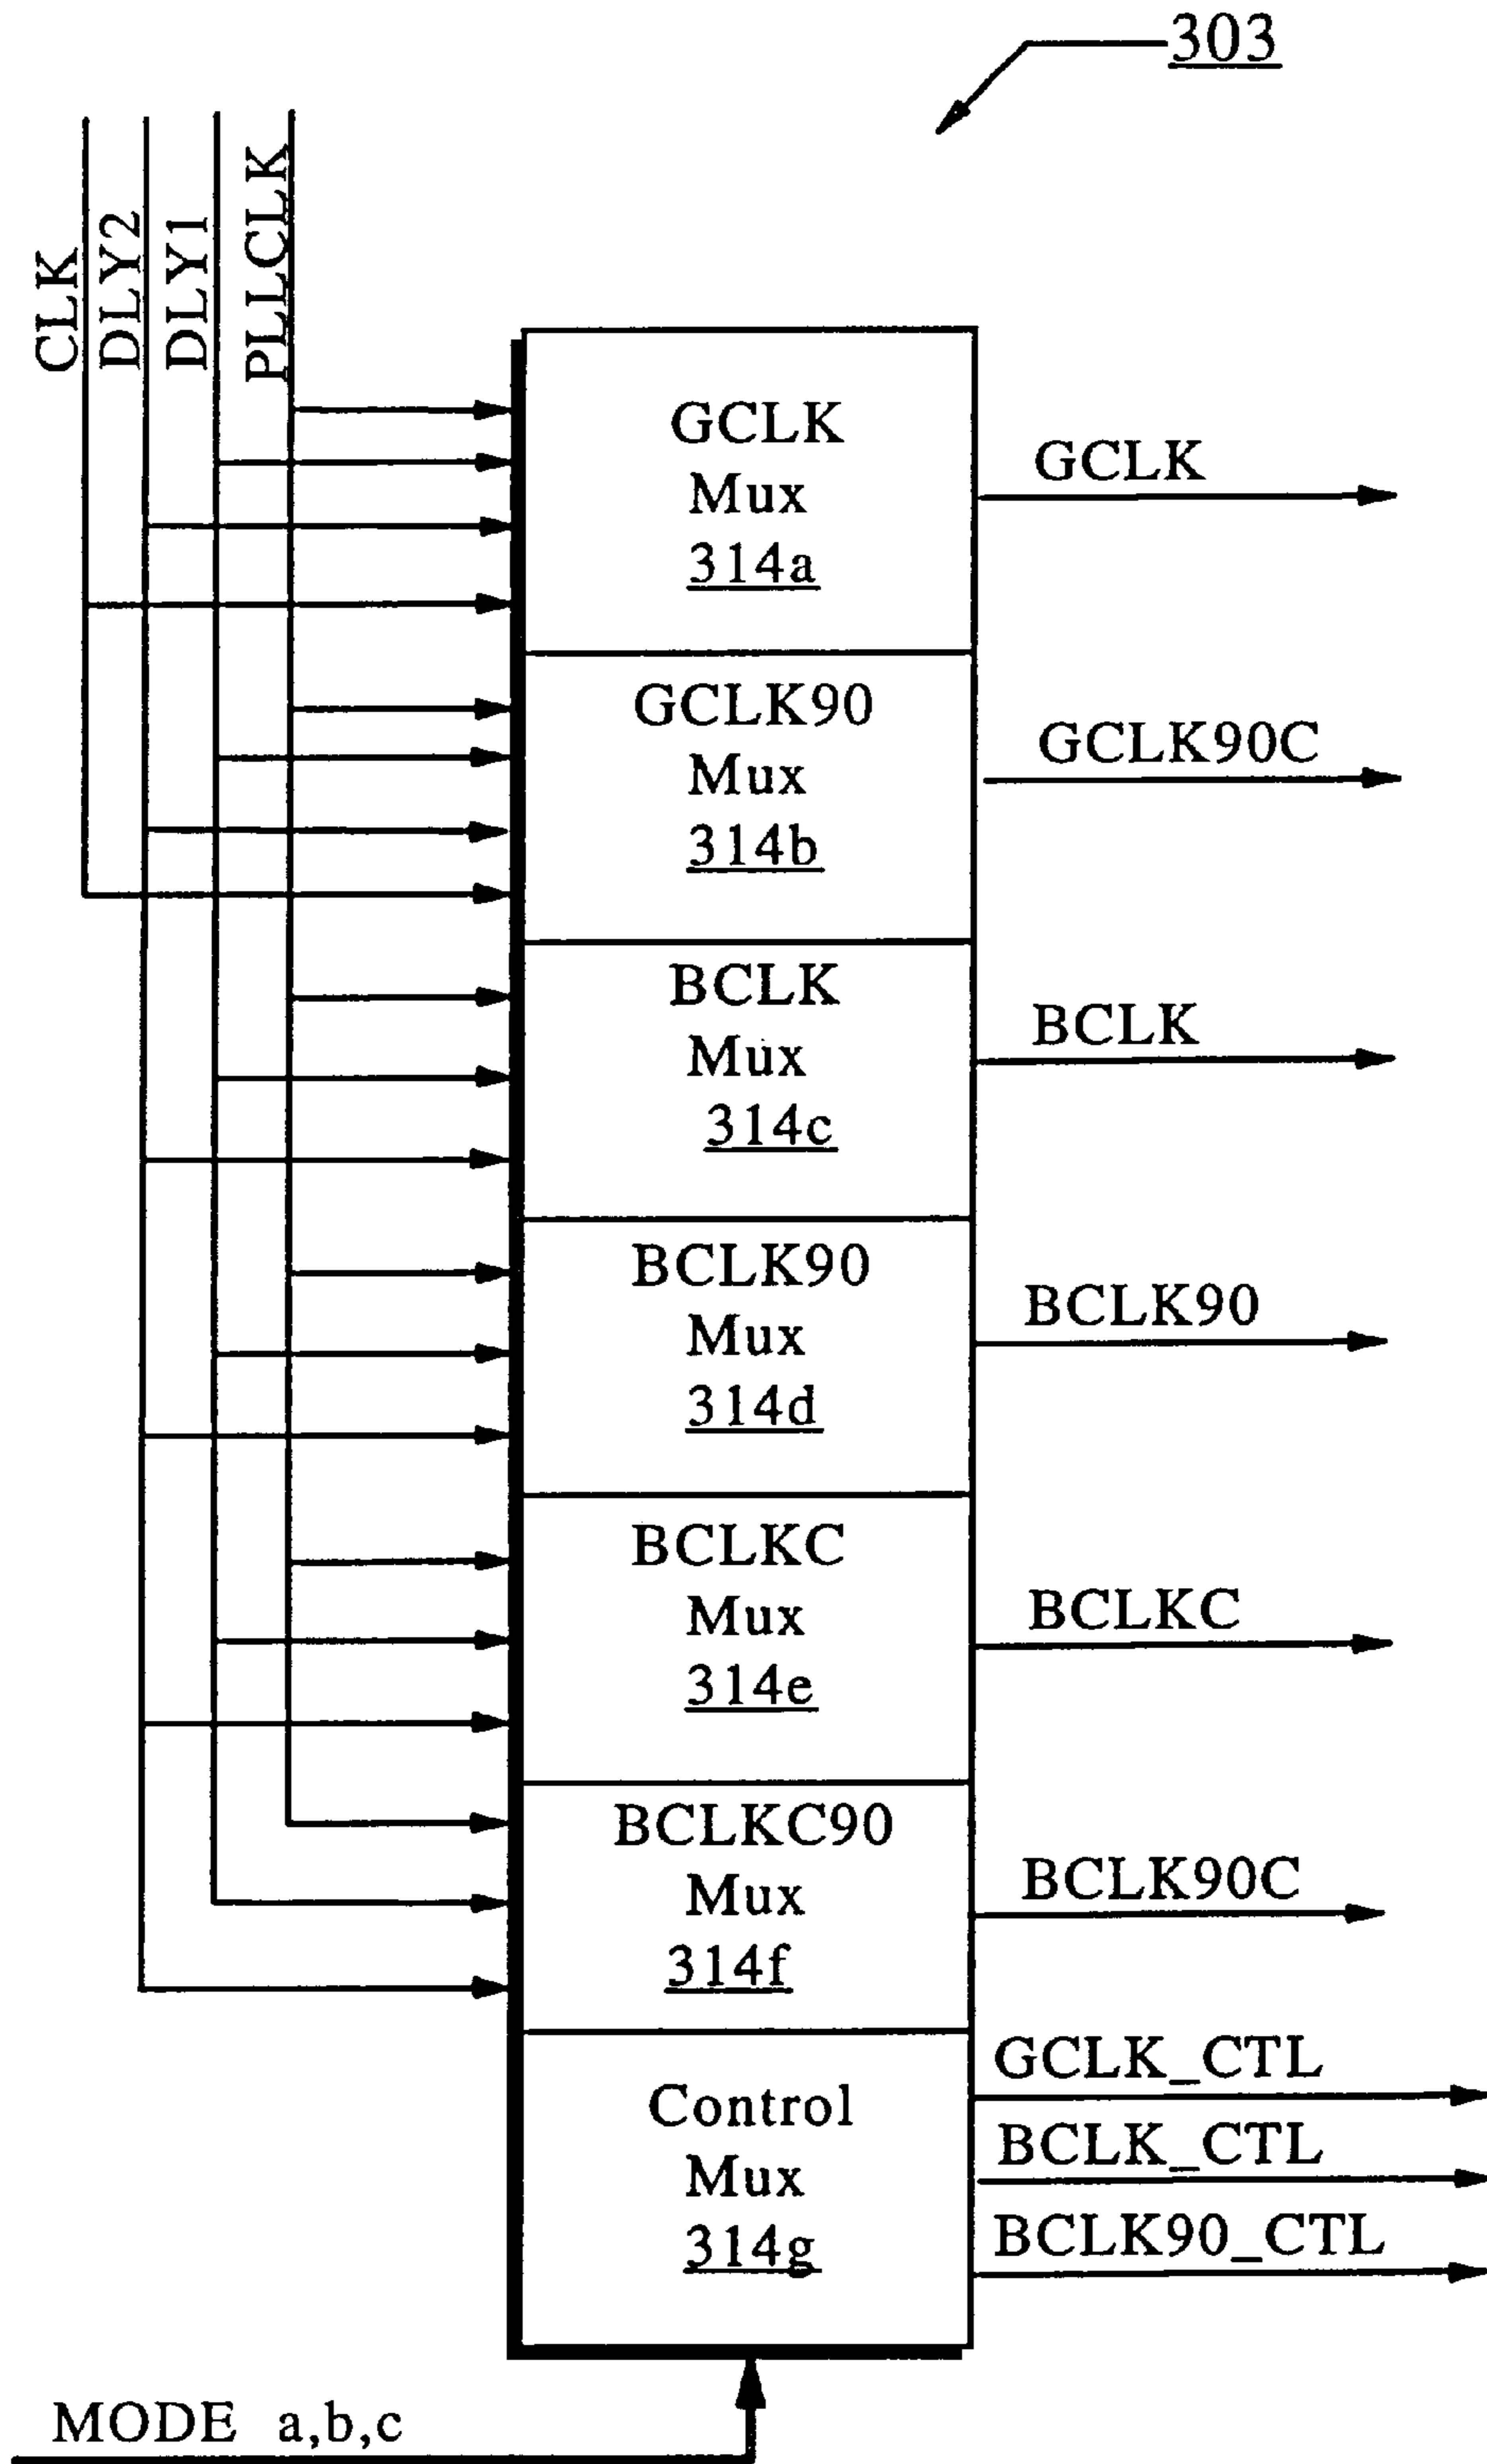 303
CLK
DLY2
DLY1
PLLCLK
GCLK
Mux
314a
GCLK
GCLK90
Mux
314b
GCLK90C
BCLK
Mux
314c
BCLK
BCLK90
Mux
314d
BCLK90
BCLKC
Mux
314e
BCLKC
BCLKC90
Mux
314f
BCLK90C
Control
Mux
314g
GCLK_CTL
BCLK_CTL
BCLK90_CTL
MODE a,b,c